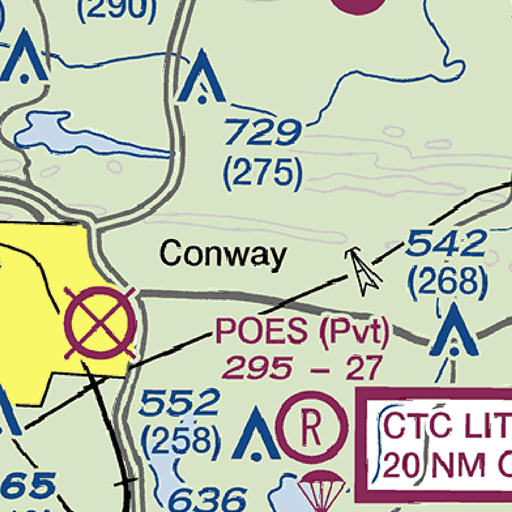 (290)
729
(275)
Conway
542
(268)
POES (Pvt)
295 – 27
552
(258)
R
CTC LIT
20 NM
636
65